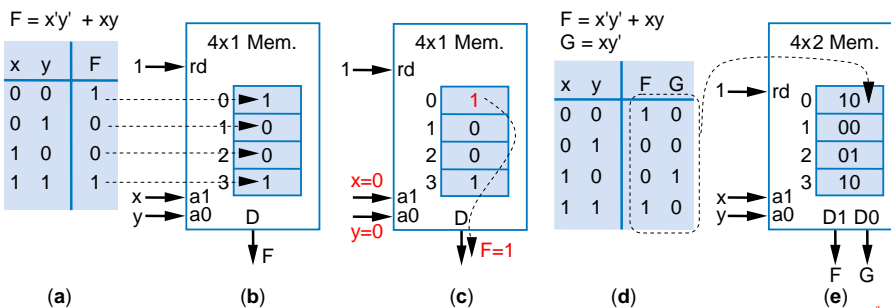 F = x'y' + xy
x y F
0 0 1
0 1 0
1 0 0
1 1 1
(a)
4x1 Mem.
1 rd
0 1
1 0
2 0
3 1
x a1
y a0
D
F
(b)
4x1 Mem.
1 rd
0 1
1 0
2 0
3 1
x=0
a1
y=0
a0
D
F=1
(c)
F = x'y' + xy
G = xy'
x y F G
0 0 1 0
0 1 0 0
1 0 0 1
1 1 1 0
(d)
4x2 Mem.
1 rd
0 10
1 00
2 01
3 10
x a1
y a0
D1 D0
F G
(e)